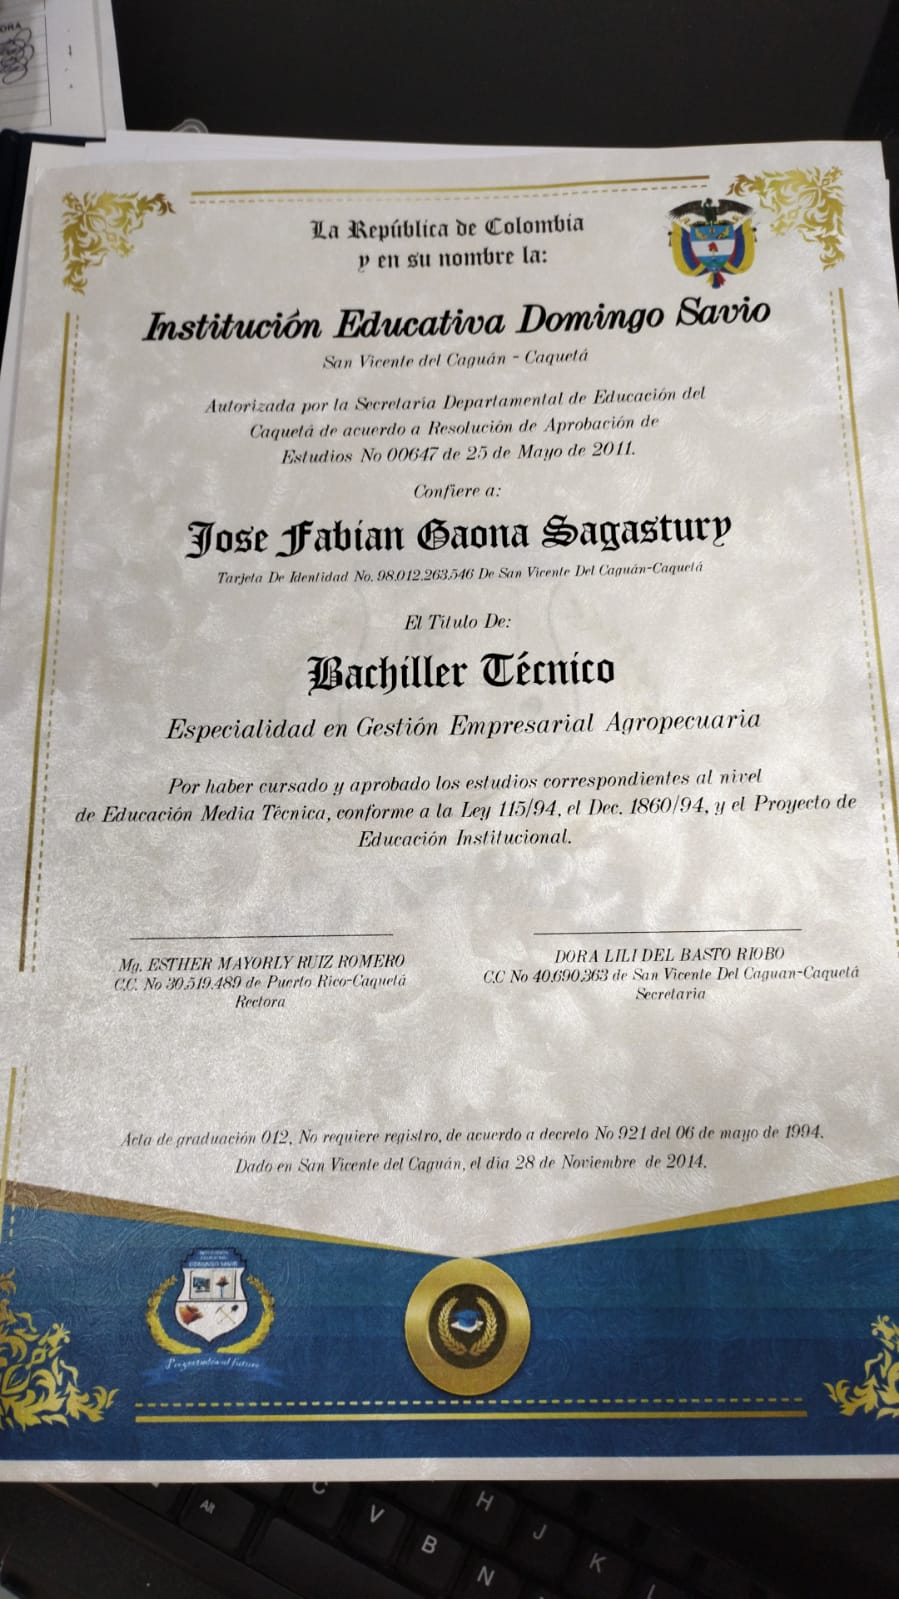 La República de Colombia
y en su nombre la:
Institución Educativa Domingo Savio
San Vicente del Caguán - Caquetá
Autorizada por la Secretaría Departamental de Educación del
Caquetá de acuerdo a Resolución de Aprobación de
Estudios No 00647 de 25 de Mayo de 2011.
Confiere a:
Jose Fabian Gaona Sagastury
Tarjeta De Identidad No. 98.012.263.546 De San Vicente Del Caguán-Caquetá
El Título De:
Bachiller Técnico
Especialidad en Gestión Empresarial Agropecuaria
Por haber cursado y aprobado los estudios correspondientes al nivel
de Educación Media Técnica, conforme a la Ley 115/94, el Dec. 1860/94, y el Proyecto de
Educación Institucional.
Mg. ESTHER MAYORLY RUIZ ROMERO
C.C. No 30.519.489 de Puerto Rico-Caquetá
Rectora
DORA LILI DEL BASTO RIOBO
C.C No 40.690.363 de San Vicente Del Caguan-Caquetá
Secretaria
Acta de graduación 012, No requiere registro, de acuerdo a decreto No 921 del 06 de mayo de 1994.
Dado en San Vicente del Caguán, el día 28 de Noviembre de 2014.
DOMINGO SAVIO
Alt
C
V
B
N
H
J
K